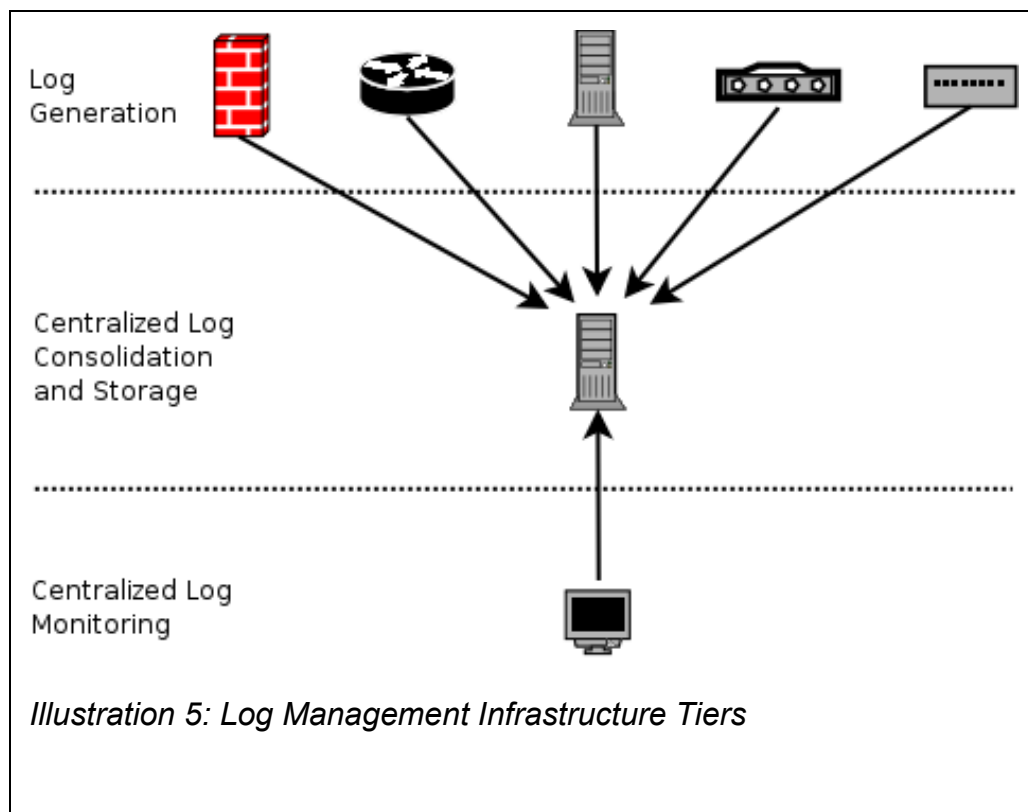 Log
Generation
Centralized Log
Consolidation
and Storage
Centralized Log
Monitoring
Illustration 5: Log Management Infrastructure Tiers